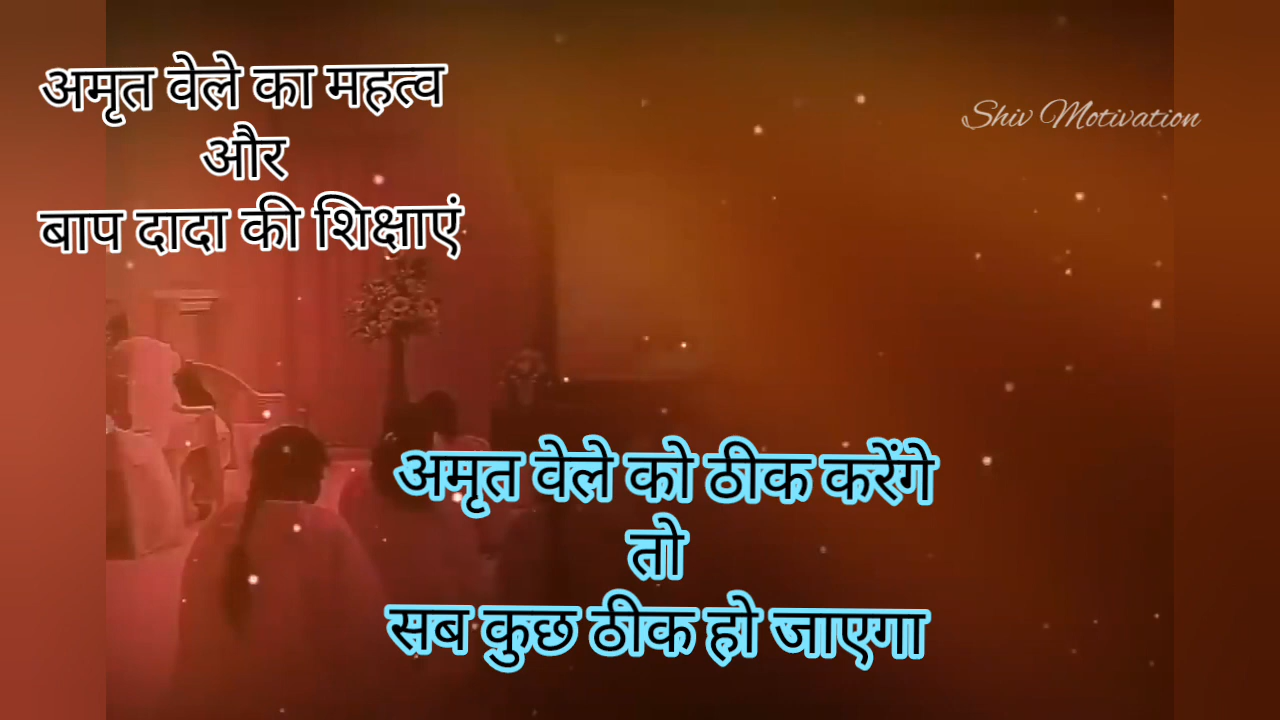 अमृत वेले का महत्व
और
बाप दादा की शिक्षाएं
Shiv Motivation
अमृत वेले को ठीक करेंगे
तो
सब कुछ ठीक हो जाएगा